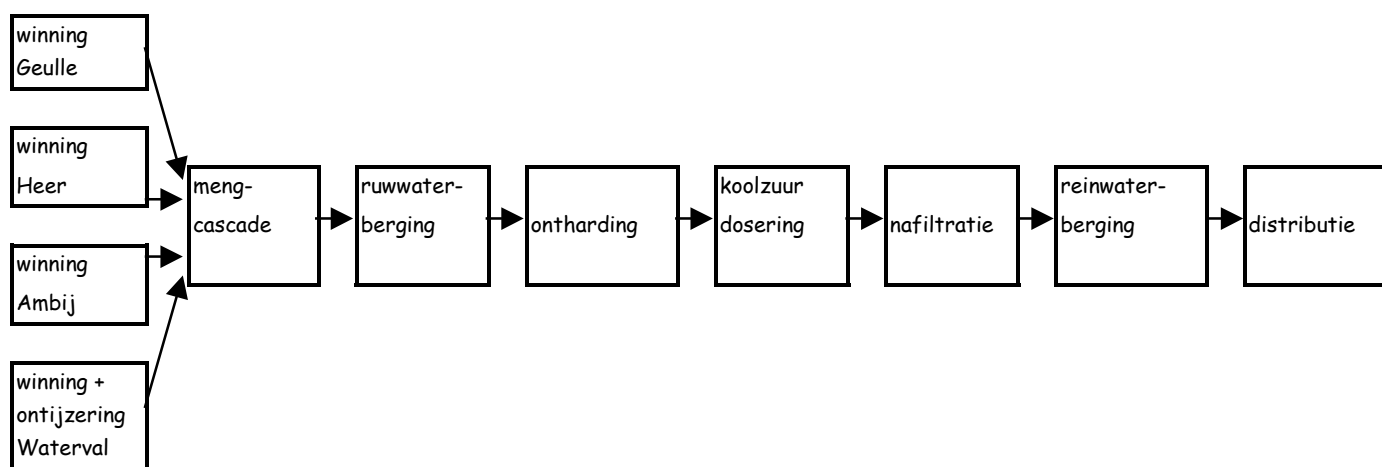 winning
Geulle
winning
Heer
winning
Ambij
winning +
ontijzering
Waterval
meng-
cascade
ruwwater-
berging
ontharding
koolzuur
dosering
nafiltratie
reinwater-
berging
distributie